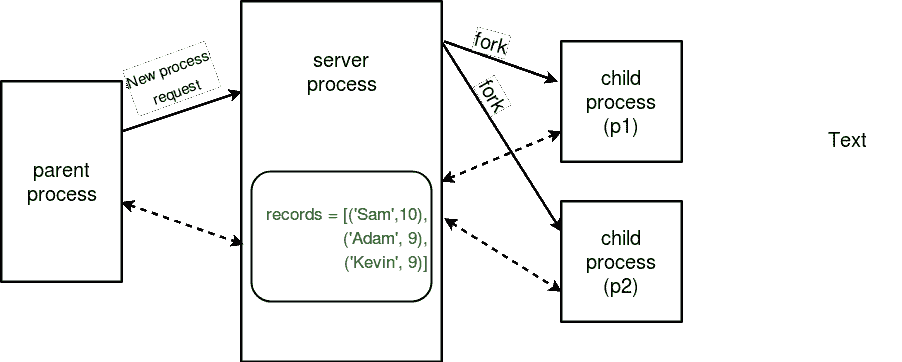 New process
request
parent
process
server
process
records = [('Sam',10),
('Adam', 9),
('Kevin', 9)]
fork
fork
child
process
(p1)
child
process
(p2)
Text